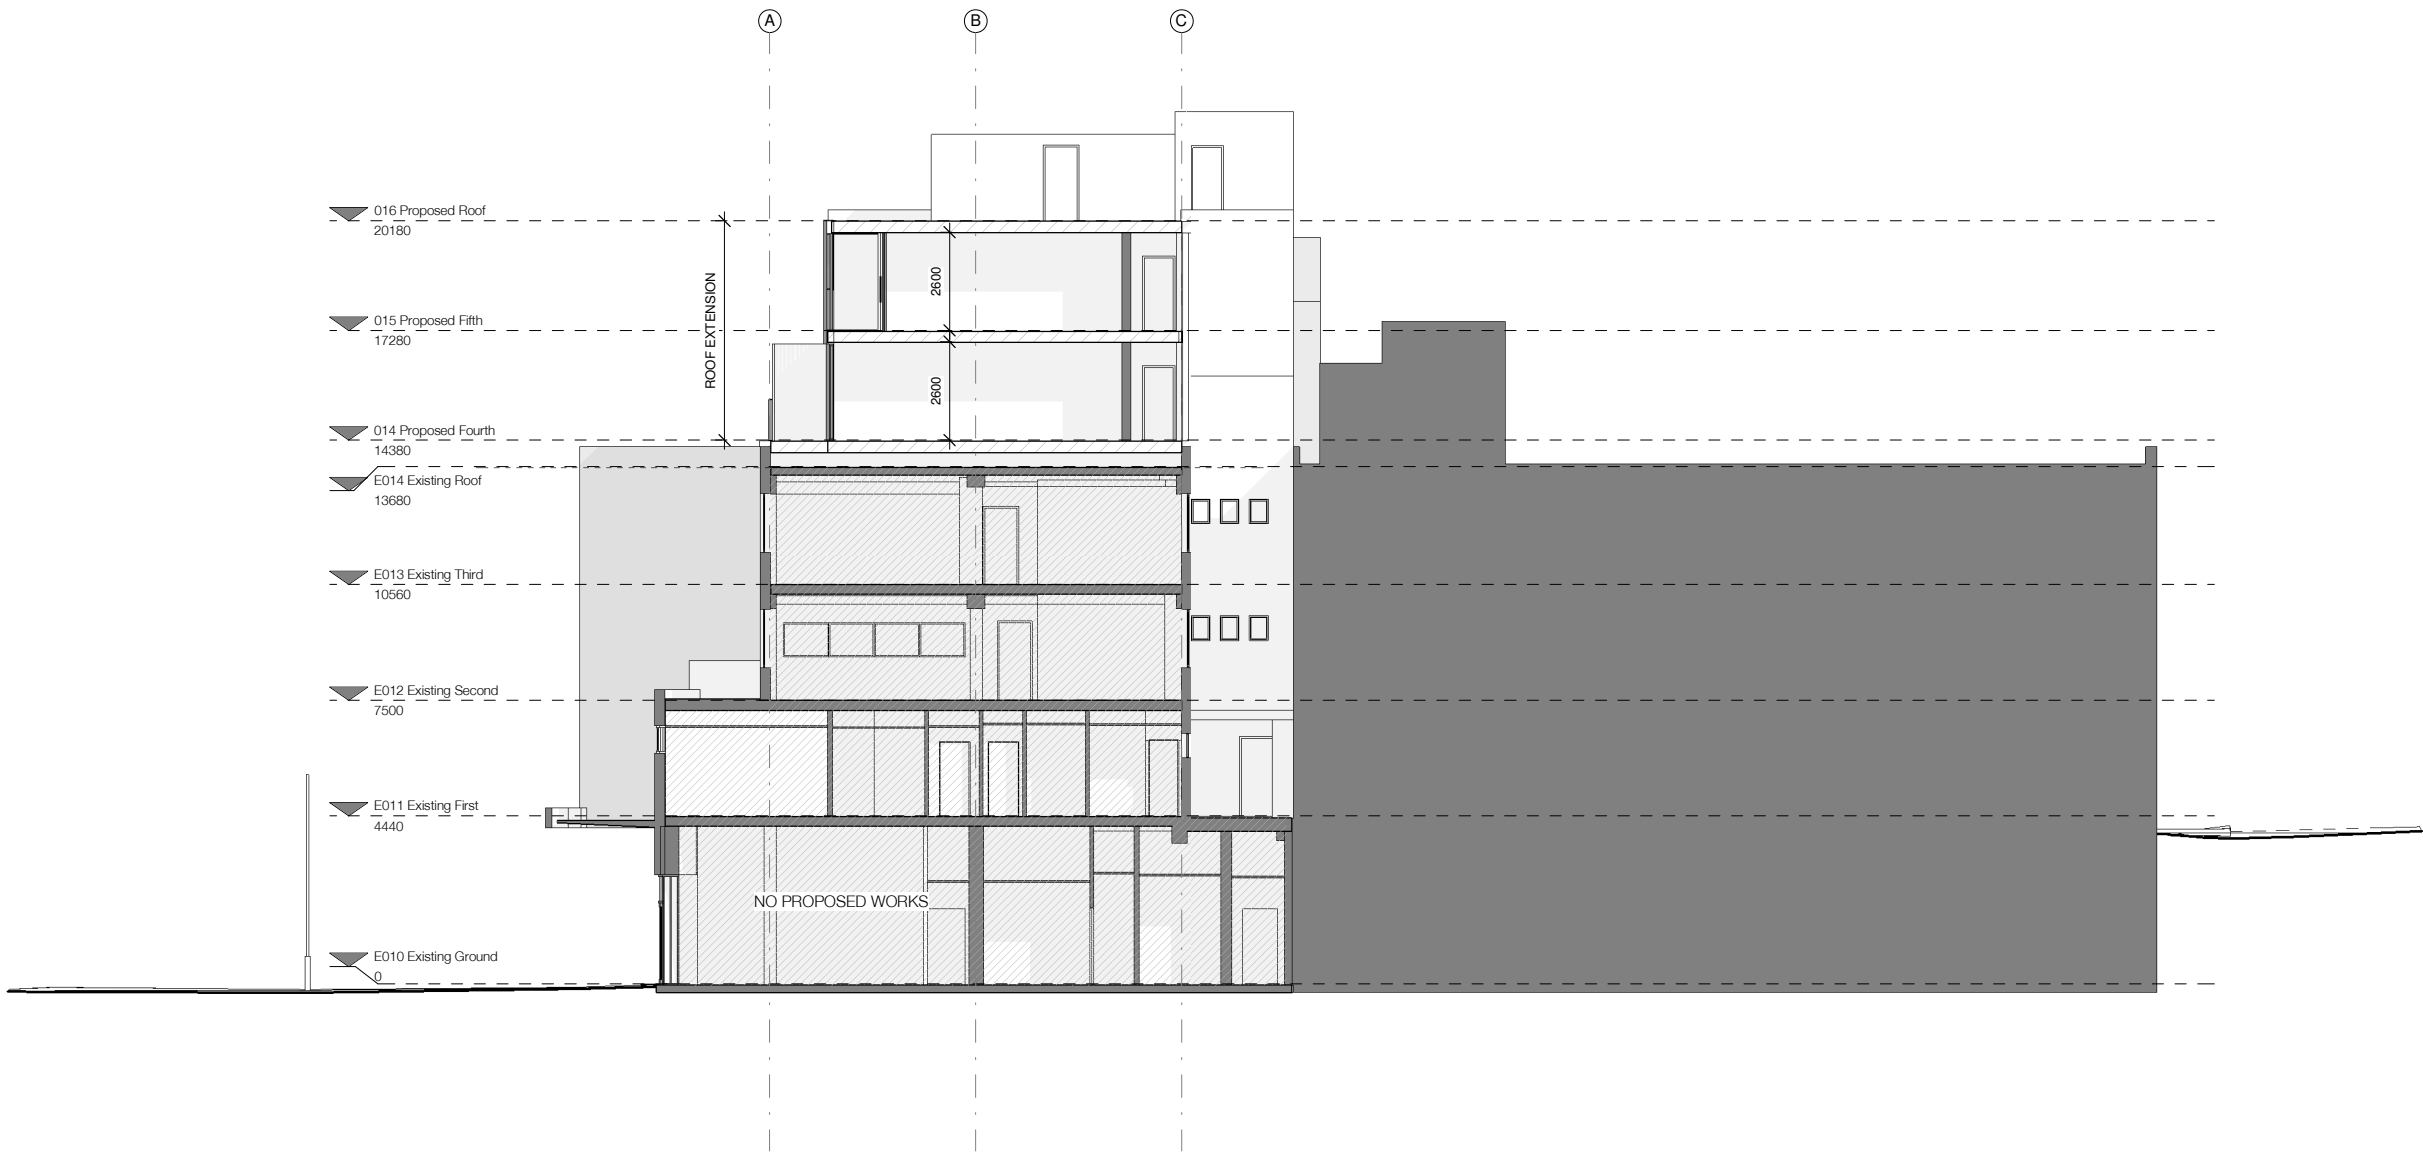 A
B
C
016 Proposed Roof
20180
015 Proposed Fifth
17280
014 Proposed Fourth
14380
E014 Existing Roof
13680
E013 Existing Third
10560
E012 Existing Second
7500
E011 Existing First
4440
E010 Existing Ground
0
ROOF EXTENSION
2600
2600
NO PROPOSED WORKS